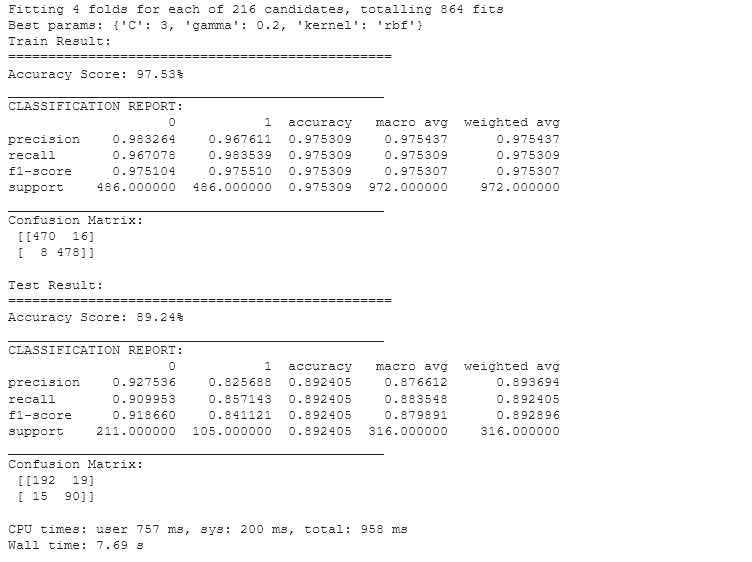 Fitting 4 folds for each of 216 candidates, totalling 864 fits
Best params: {'C': 3, 'gamma': 0.2, 'kernel': 'rbf'}
Train Result:
================================================
Accuracy Score: 97.53%
_______________________________________________
CLASSIFICATION REPORT:
                    0           1  accuracy   macro avg  weighted avg
precision    0.983264    0.967611  0.975309    0.975437      0.975437
recall       0.967078    0.983539  0.975309    0.975309      0.975309
f1-score     0.975104    0.975510  0.975309    0.975307      0.975307
support    486.000000  486.000000  0.975309  972.000000    972.000000
_______________________________________________
Confusion Matrix:
 [[470  16]
 [  8 478]]

Test Result:
================================================
Accuracy Score: 89.24%
_______________________________________________
CLASSIFICATION REPORT:
                    0           1  accuracy   macro avg  weighted avg
precision    0.927536    0.825688  0.892405    0.876612      0.893694
recall       0.909953    0.857143  0.892405    0.883548      0.892405
f1-score     0.918660    0.841121  0.892405    0.879891      0.892896
support    211.000000  105.000000  0.892405  316.000000    316.000000
_______________________________________________
Confusion Matrix:
 [[192  19]
 [ 15  90]]

CPU times: user 757 ms, sys: 200 ms, total: 958 ms
Wall time: 7.69 s